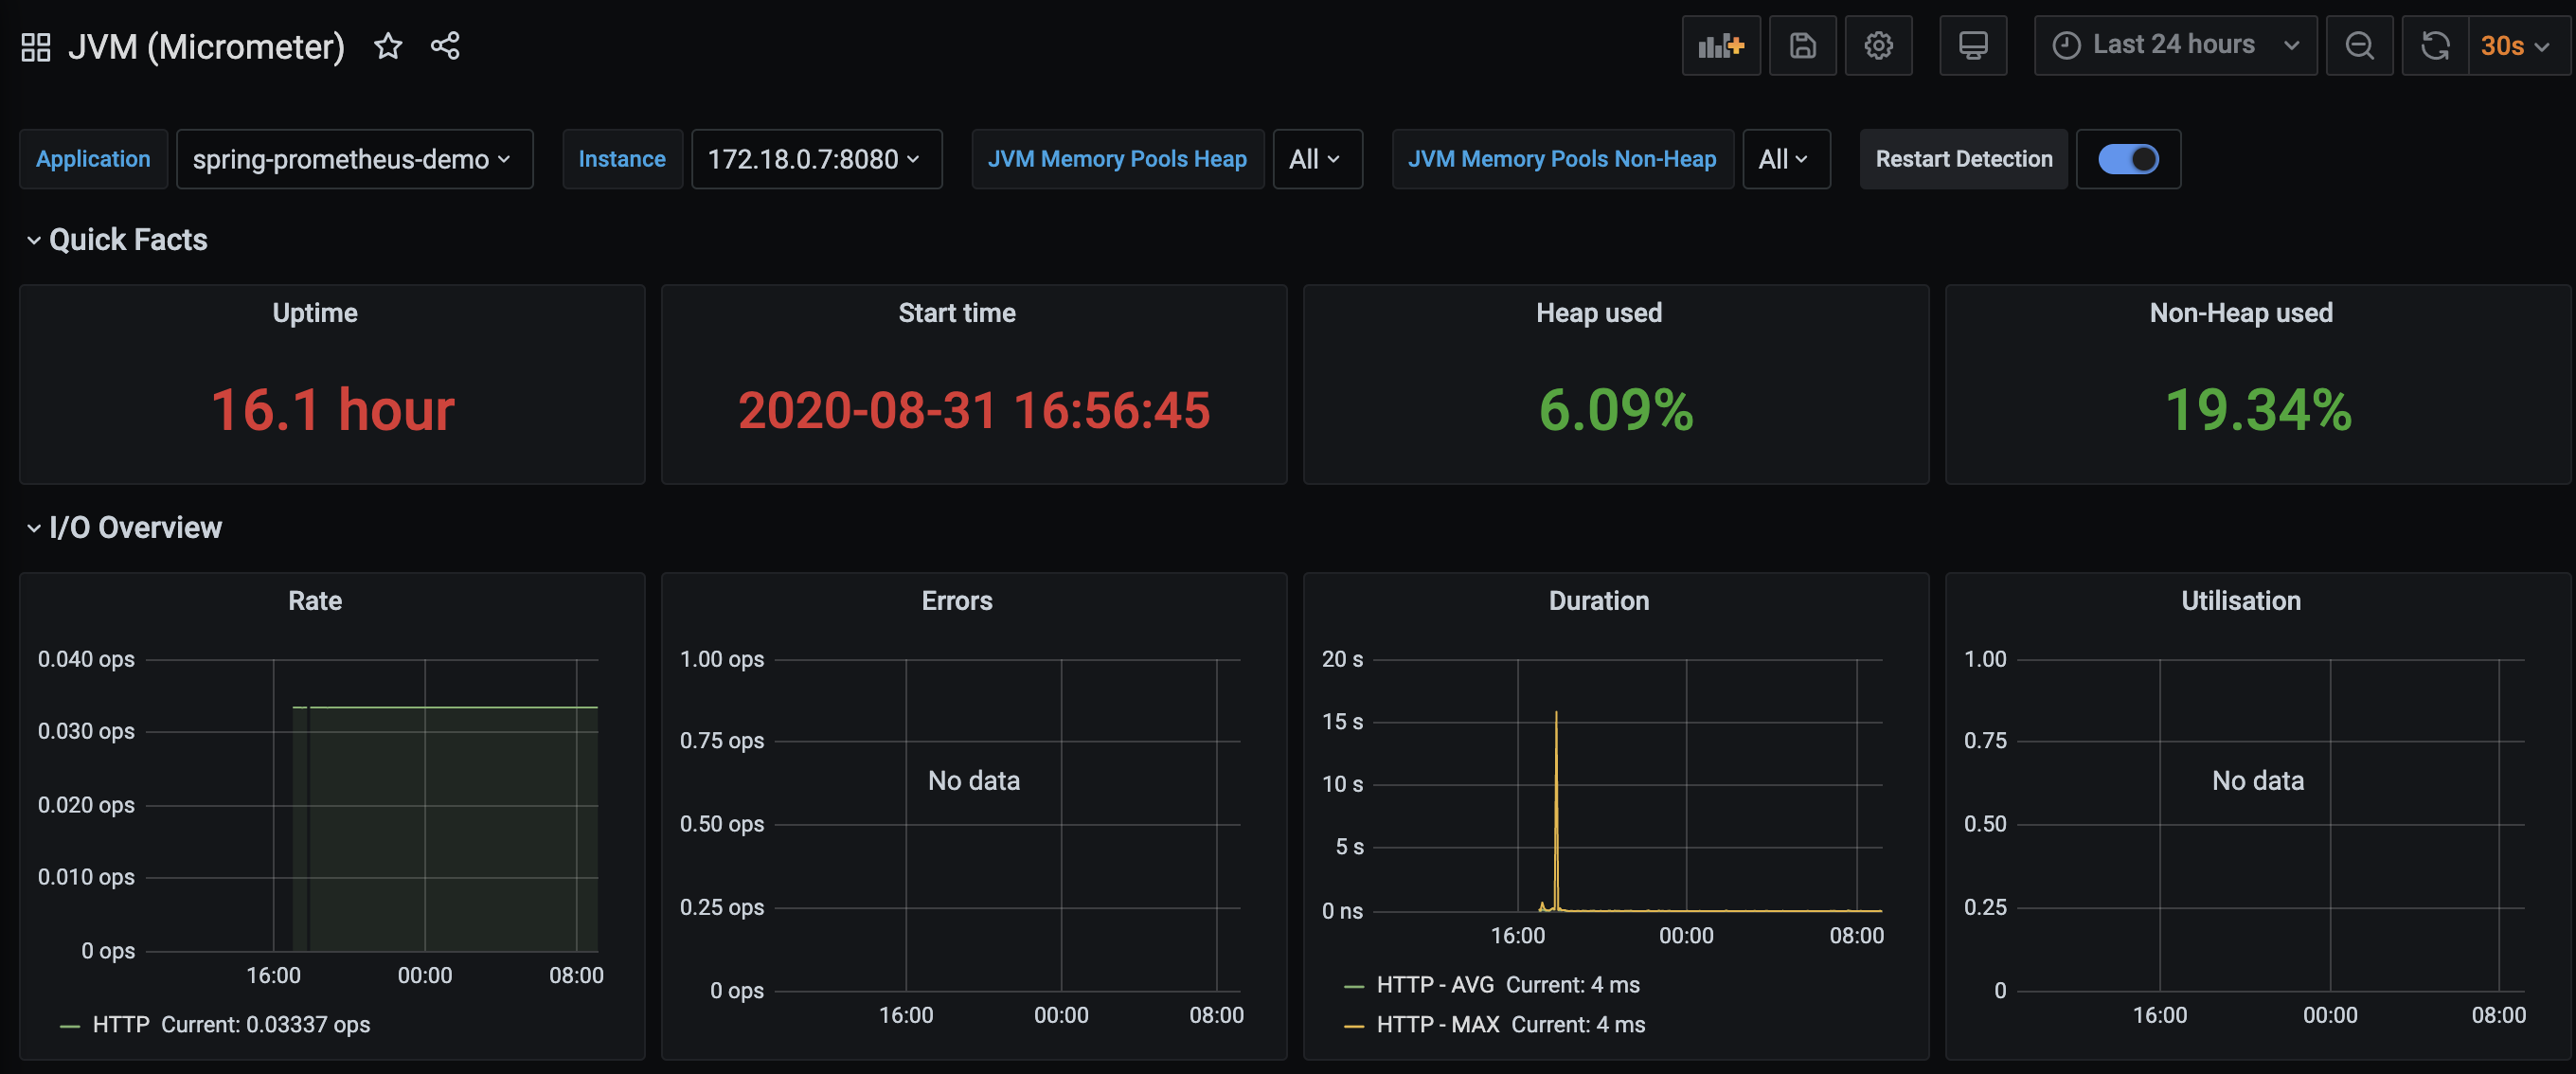 JVM (Micrometer)
Last 24 hours
30s
Application spring-prometheus-demo
Instance 172.18.0.7:8080
JVM Memory Pools Heap All
JVM Memory Pools Non-Heap All
Restart Detection
Quick Facts
Uptime
16.1 hour
Start time
2020-08-31 16:56:45
Heap used
6.09%
Non-Heap used
19.34%
I/O Overview
Rate
0.040 ops
0.030 ops
0.020 ops
0.010 ops
0 ops
16:00 00:00 08:00
HTTP Current: 0.03337 ops
Errors
1.00 ops
0.75 ops
No data
0.50 ops
0.25 ops
0 ops
16:00 00:00 08:00
Duration
20 s
15 s
10 s
5 s
0 ns
16:00 00:00 08:00
HTTP - AVG Current: 4 ms
HTTP - MAX Current: 4 ms
Utilisation
1.00
0.75
No data
0.50
0.25
0
16:00 00:00 08:00